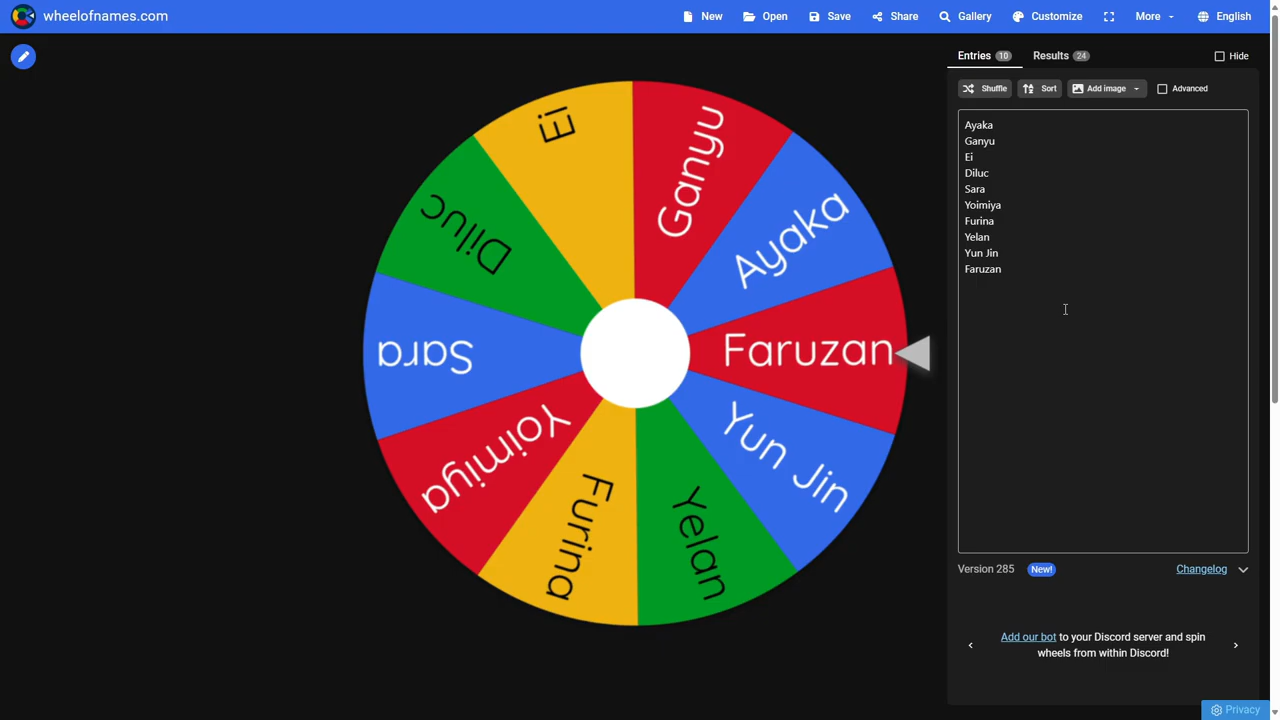 wheelofnames.com
New
Open
Save
Share
Gallery
Customize
More
English
Entries 10
Results 24
Hide
Shuffle
Sort
Add image
Advanced
Ayaka
Ganyu
Ei
Diluc
Sara
Yoimiya
Furina
Yelan
Yun Jin
Faruzan
Ei
Ganyu
Ayaka
Faruzan
Yun Jin
Yelan
Furina
Yoimiya
Sara
Diluc
Version 285
New!
Changelog
Add our bot to your Discord server and spin
wheels from within Discord!
Privacy